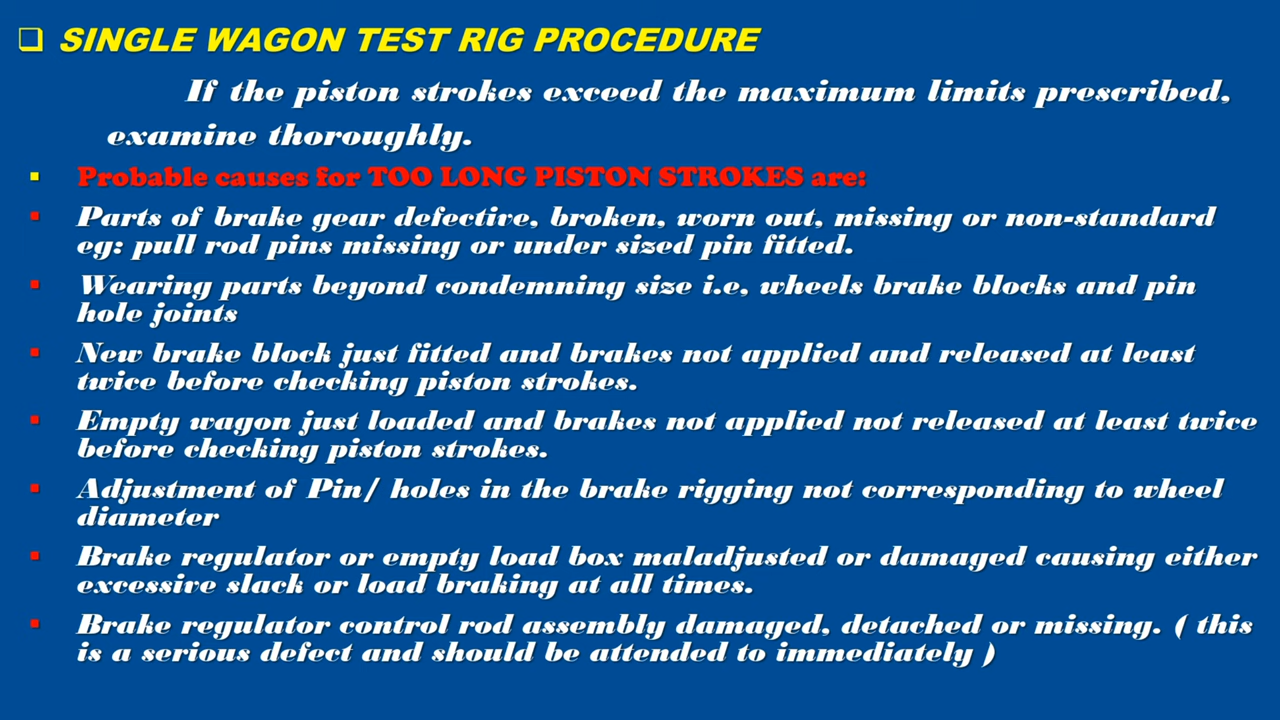 SINGLE WAGON TEST RIG PROCEDURE
If the piston strokes exceed the maximum limits prescribed,
examine thoroughly.
Probable causes for TOO LONG PISTON STROKES are:
Parts of brake gear defective, broken, worn out, missing or non-standard
eg: pull rod pins missing or under sized pin fitted.
Wearing parts beyond condemning size i.e, wheels brake blocks and pin
hole joints
New brake block just fitted and brakes not applied and released at least
twice before checking piston strokes.
Empty wagon just loaded and brakes not applied not released at least twice
before checking piston strokes.
Adjustment of Pin/ holes in the brake rigging not corresponding to wheel
diameter
Brake regulator or empty load box maladjusted or damaged causing either
excessive slack or load braking at all times.
Brake regulator control rod assembly damaged, detached or missing. ( this
is a serious defect and should be attended to immediately )